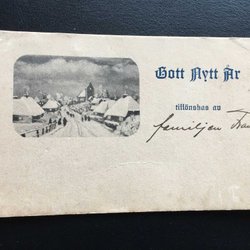 Gott Nytt År
tillönskas av
familjen